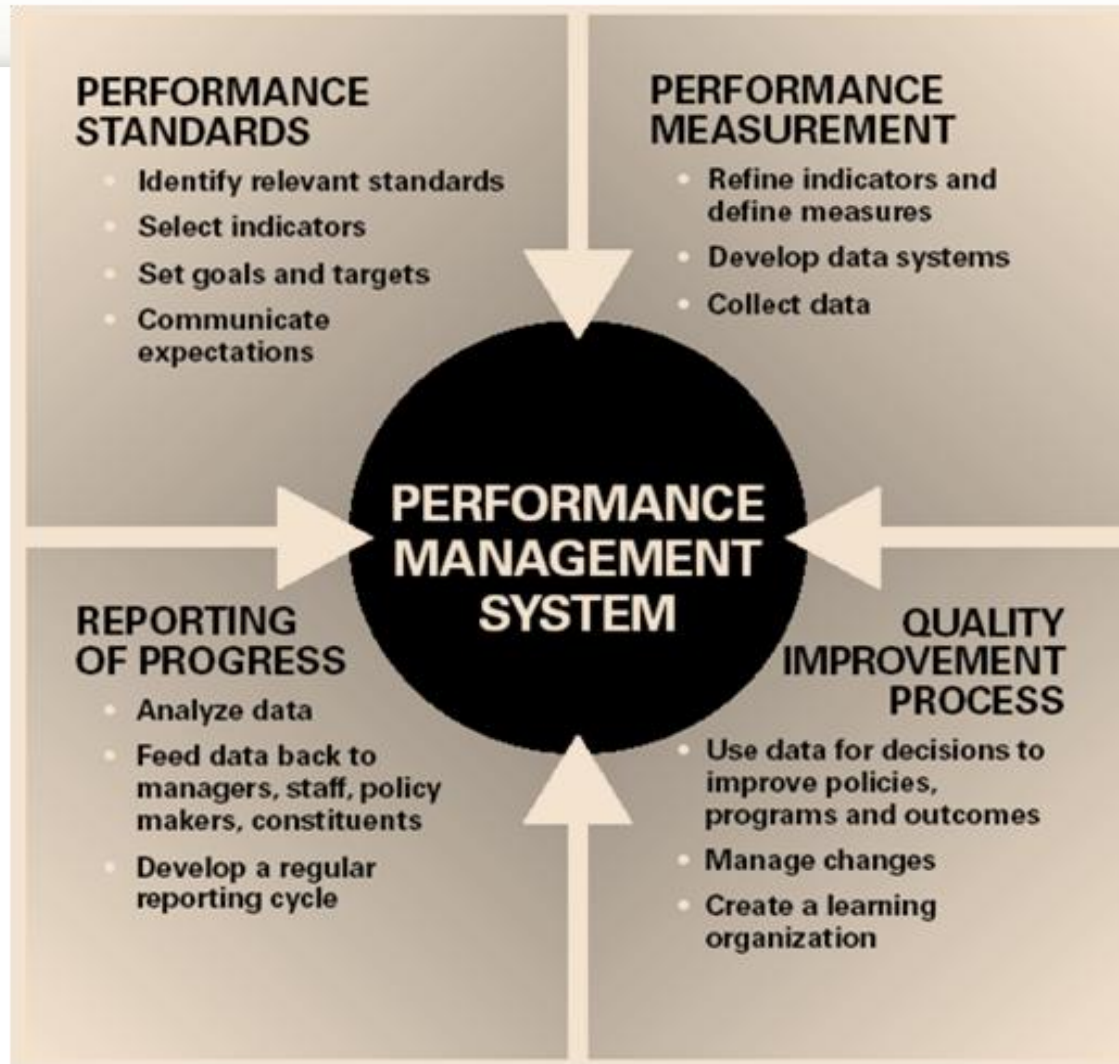 PERFORMANCE
STANDARDS
• Identify relevant standards
• Select indicators
• Set goals and targets
• Communicate
expectations
PERFORMANCE
MEASUREMENT
• Refine indicators and
define measures
• Develop data systems
• Collect data
PERFORMANCE
MANAGEMENT
SYSTEM
REPORTING
OF PROGRESS
• Analyze data
• Feed data back to
managers, staff, policy
makers, constituents
• Develop a regular
reporting cycle
QUALITY
IMPROVEMENT
PROCESS
• Use data for decisions to
improve policies,
programs and outcomes
• Manage changes
• Create a learning
organization